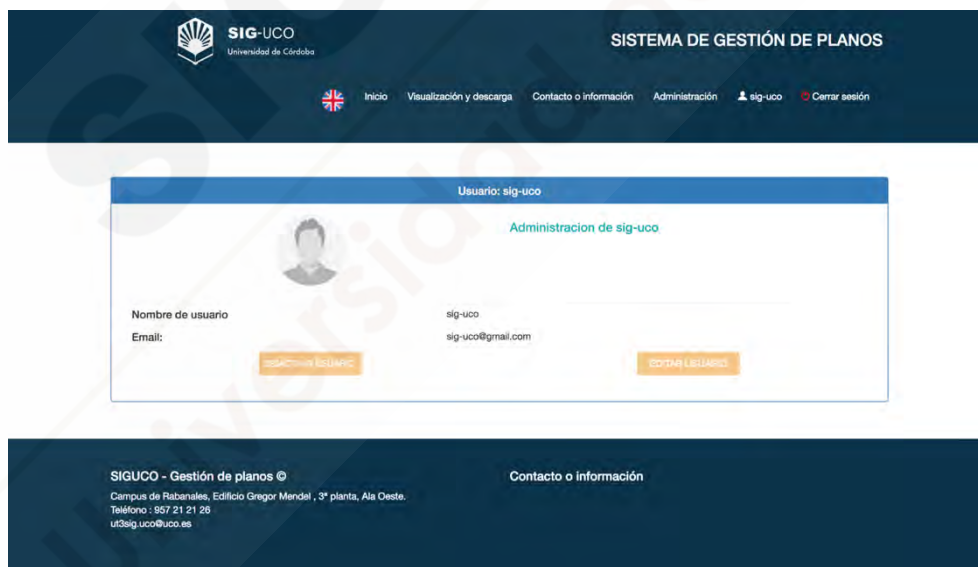 SIG-UCO
Universidad de Córdoba
SISTEMA DE GESTIÓN DE PLANOS
Inicio Visualización y descarga Contacto o información Administración sig-uco Cerrar sesión
Usuario: sig-uco
Administracion de sig-uco
Nombre de usuario sig-uco
Email: sig-uco@gmail.com
USUARIO EDITAR USUARIO
SIGUCO - Gestión de planos © Contacto o información
Campus de Rabanales, Edificio Gregor Mendel , 3ª planta, Ala Oeste.
Teléfono : 957 21 21 26
ut3sig.uco@uco.es